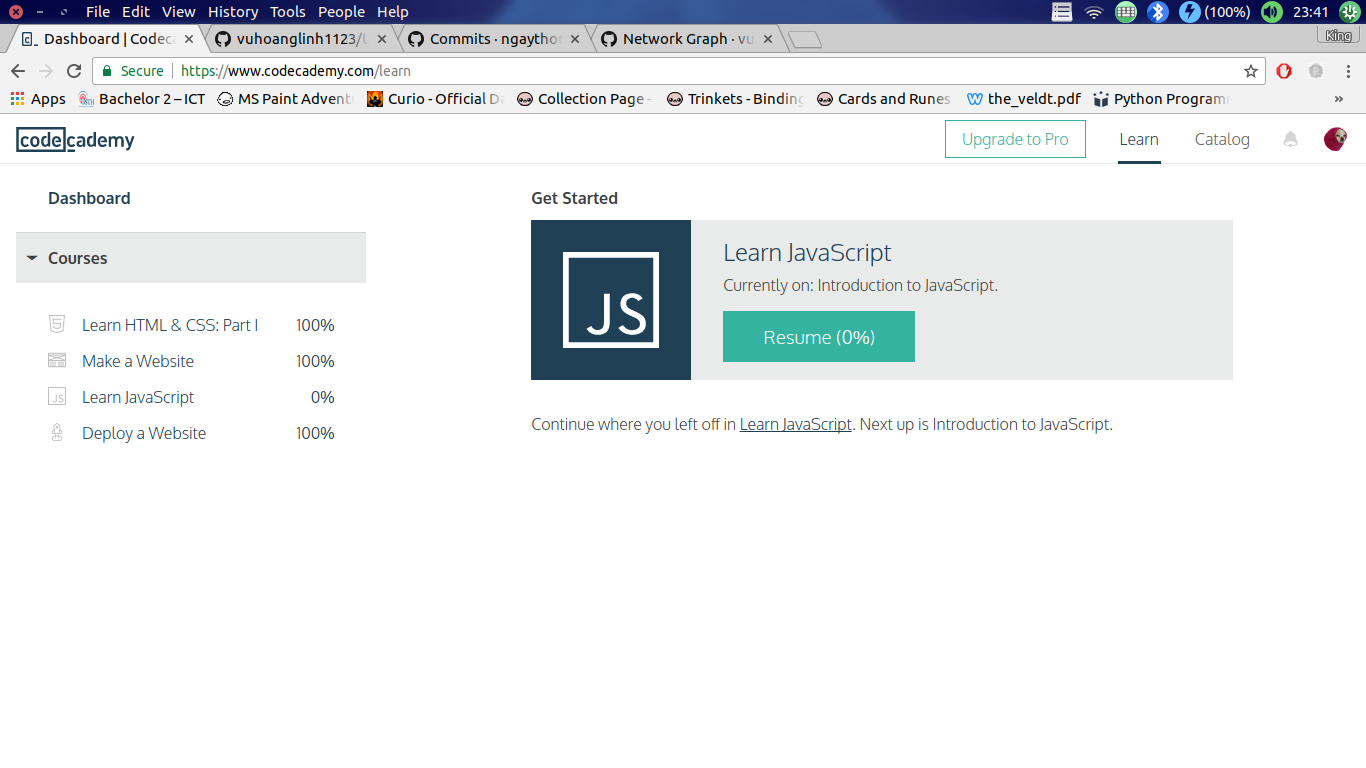 File Edit View History Tools People Help (100%) 23:41
Dashboard | Codeca vuhoanglinh1123/ Commits · ngaytho Network Graph · vu King
Secure https://www.codecademy.com/learn
Apps Bachelor 2 – ICT MS Paint Advent Curio - Official D Collection Page - Trinkets - Binding Cards and Runes the_veldt.pdf Python Program »
codecademy Upgrade to Pro Learn Catalog
Dashboard
Courses
Learn HTML & CSS: Part I 100%
Make a Website 100%
JS Learn JavaScript 0%
Deploy a Website 100%
Get Started
JS
Learn JavaScript
Currently on: Introduction to JavaScript.
Resume (0%)
Continue where you left off in Learn JavaScript. Next up is Introduction to JavaScript.